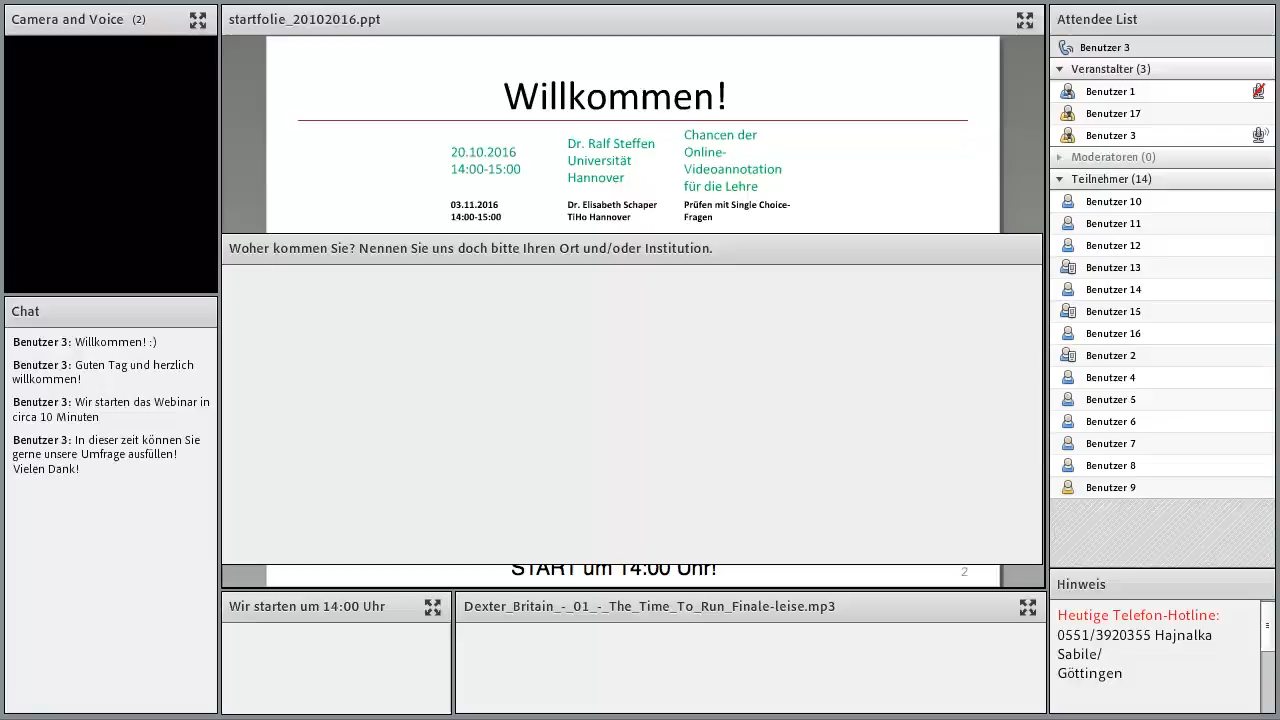 Camera and Voice (2)
startfolie_20102016.ppt
Willkommen!
20.10.2016
14:00-15:00
Dr. Ralf Steffen
Universität
Hannover
Chancen der
Online-
Videoannotation
für die Lehre
03.11.2016
14:00-15:00
Dr. Elisabeth Schaper
TiHo Hannover
Prüfen mit Single Choice-
Fragen
Woher kommen Sie? Nennen Sie uns doch bitte Ihren Ort und/oder Institution.
START um 14:00 Uhr!
2
Chat
Benutzer 3: Willkommen! :)
Benutzer 3: Guten Tag und herzlich
willkommen!
Benutzer 3: Wir starten das Webinar in
circa 10 Minuten
Benutzer 3: In dieser zeit können Sie
gerne unsere Umfrage ausfüllen!
Vielen Dank!
Wir starten um 14:00 Uhr
Dexter_Britain_-_01_-_The_Time_To_Run_Finale-leise.mp3
Attendee List
Benutzer 3
Veranstalter (3)
Benutzer 1
Benutzer 17
Benutzer 3
Moderatoren (0)
Teilnehmer (14)
Benutzer 10
Benutzer 11
Benutzer 12
Benutzer 13
Benutzer 14
Benutzer 15
Benutzer 16
Benutzer 2
Benutzer 4
Benutzer 5
Benutzer 6
Benutzer 7
Benutzer 8
Benutzer 9
Hinweis
Heutige Telefon-Hotline:
0551/3920355 Hajnalka
Sabile/
Göttingen